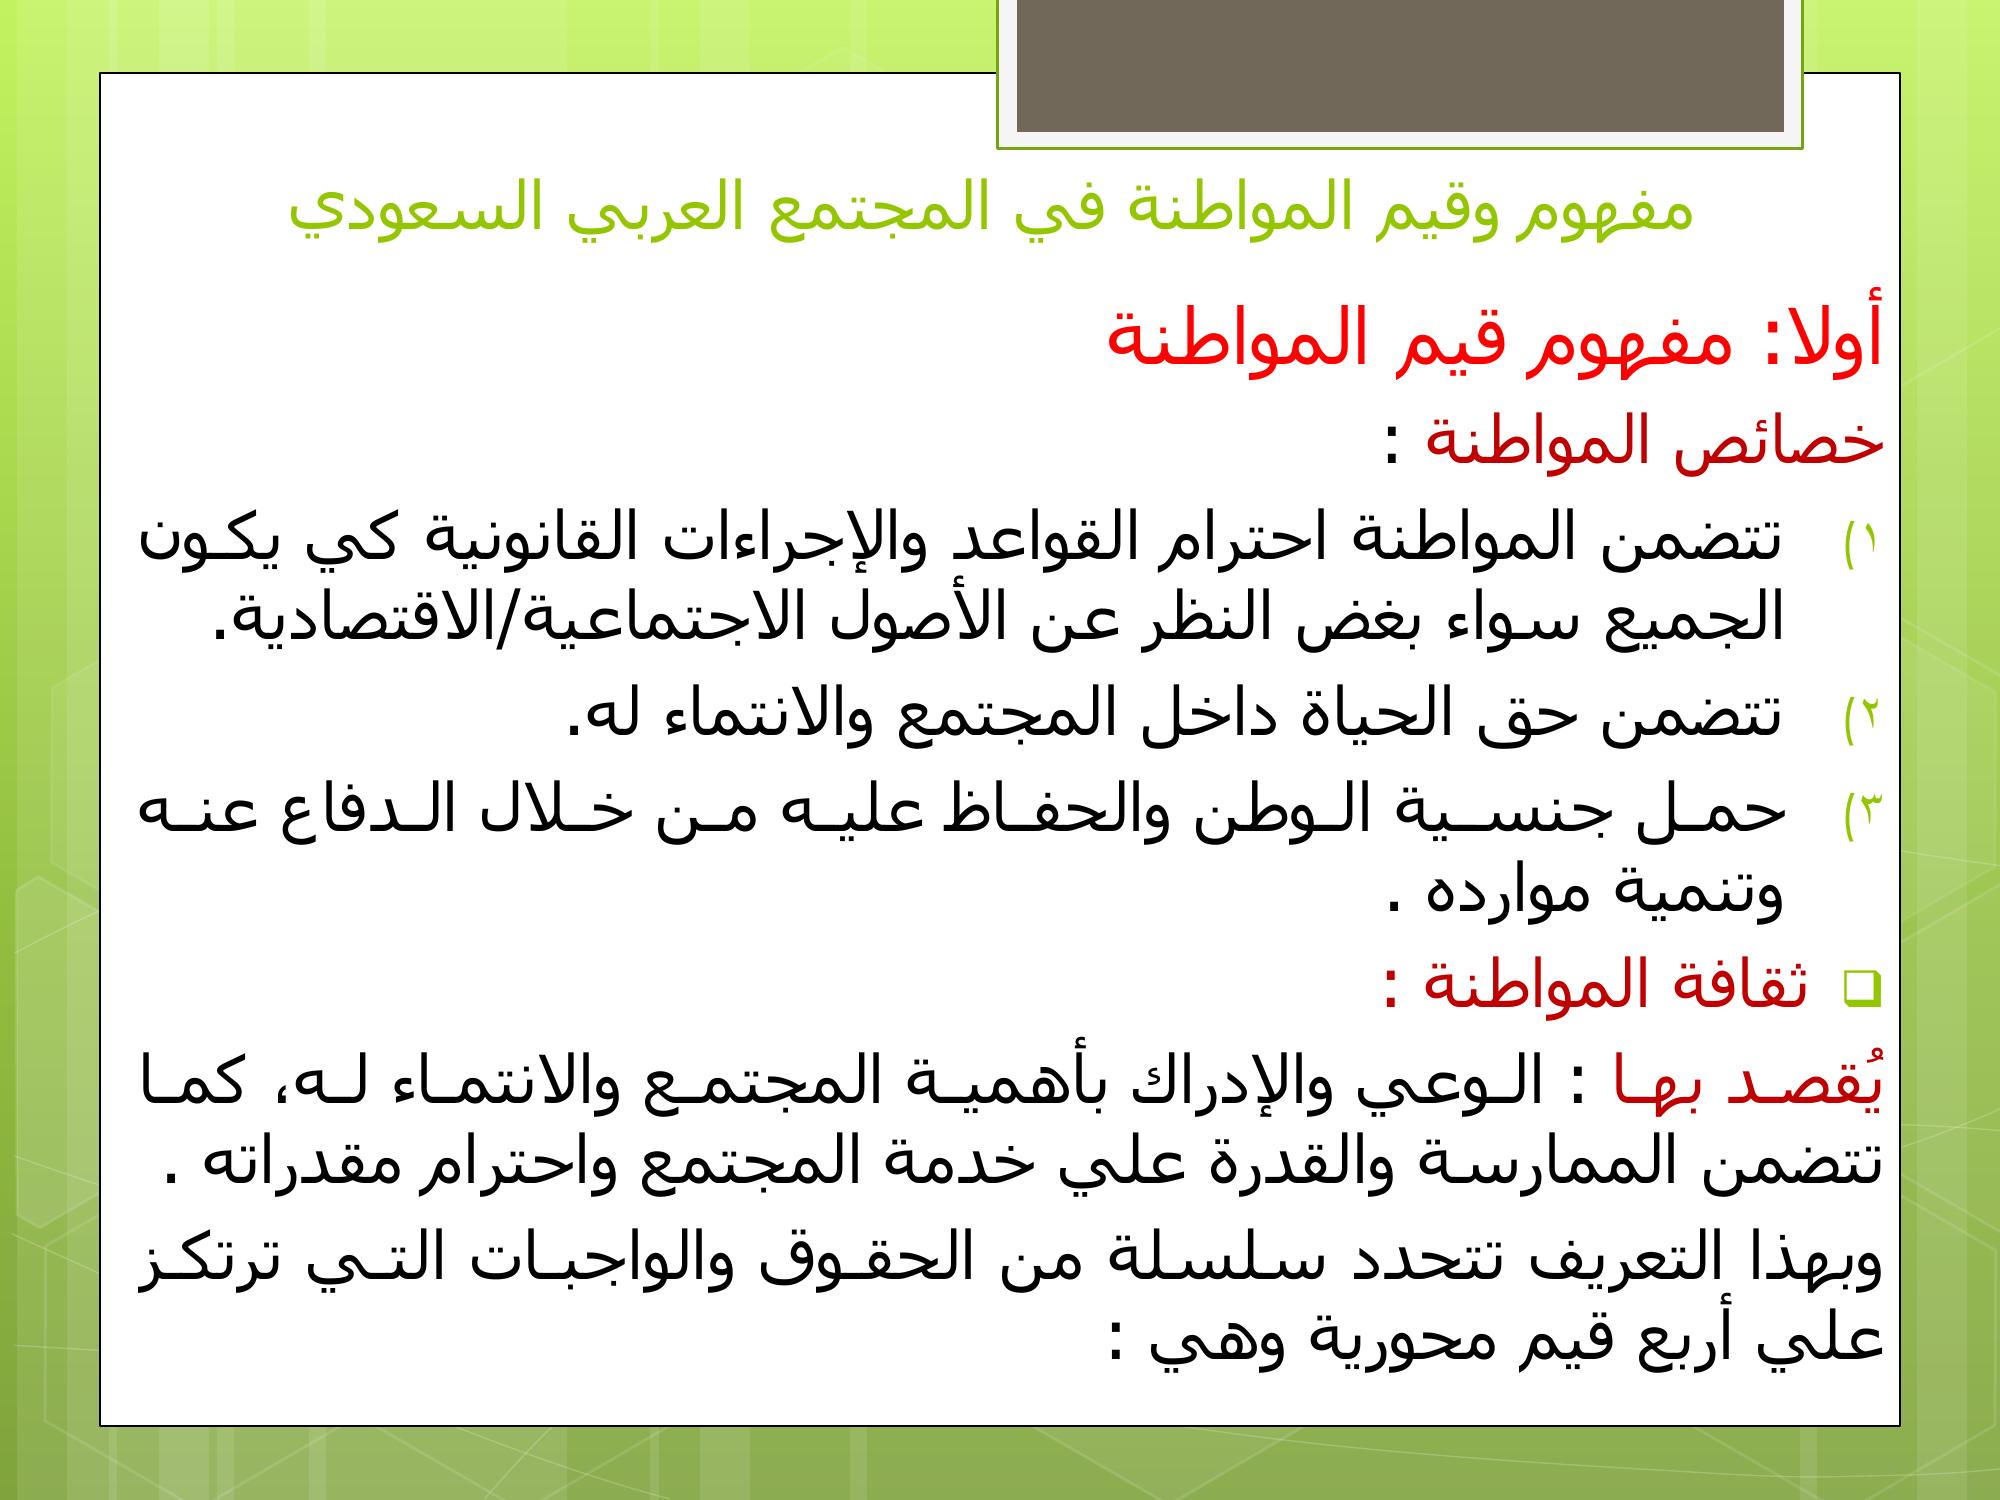 مفهوم وقيم المواطنة في المجتمع العربي السعودي
أولا: مفهوم قيم المواطنة
خصائص المواطنة :
١) تتضمن المواطنة احترام القواعد والإجراءات القانونية كي يكون
الجميع سواء بغض النظر عن الأصول الاجتماعية/الاقتصادية.
٢) تتضمن حق الحياة داخل المجتمع والانتماء له.
٣) حمل جنسية الوطن والحفاظ عليه من خلال الدفاع عنه
وتنمية موارده .
❑ ثقافة المواطنة :
يُقصد بها : الوعي والإدراك بأهمية المجتمع والانتماء له، كما
تتضمن الممارسة والقدرة علي خدمة المجتمع واحترام مقدراته .
وبهذا التعريف تتحدد سلسلة من الحقوق والواجبات التي ترتكز
علي أربع قيم محورية وهي :